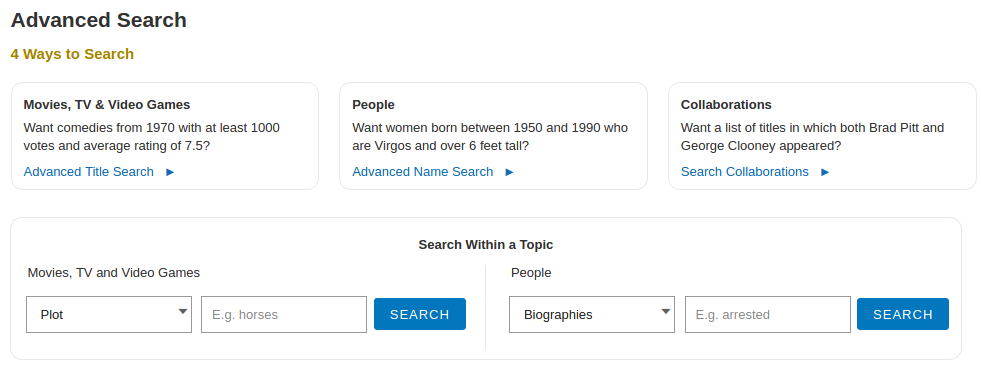 Advanced Search
4 Ways to Search
Movies, TV & Video Games
Want comedies from 1970 with at least 1000
votes and average rating of 7.5?
Advanced Title Search
People
Want women born between 1950 and 1990 who
are Virgos and over 6 feet tall?
Advanced Name Search
Collaborations
Want a list of titles in which both Brad Pitt and
George Clooney appeared?
Search Collaborations
Search Within a Topic
Movies, TV and Video Games
Plot
E.g. horses
SEARCH
People
Biographies
E.g. arrested
SEARCH